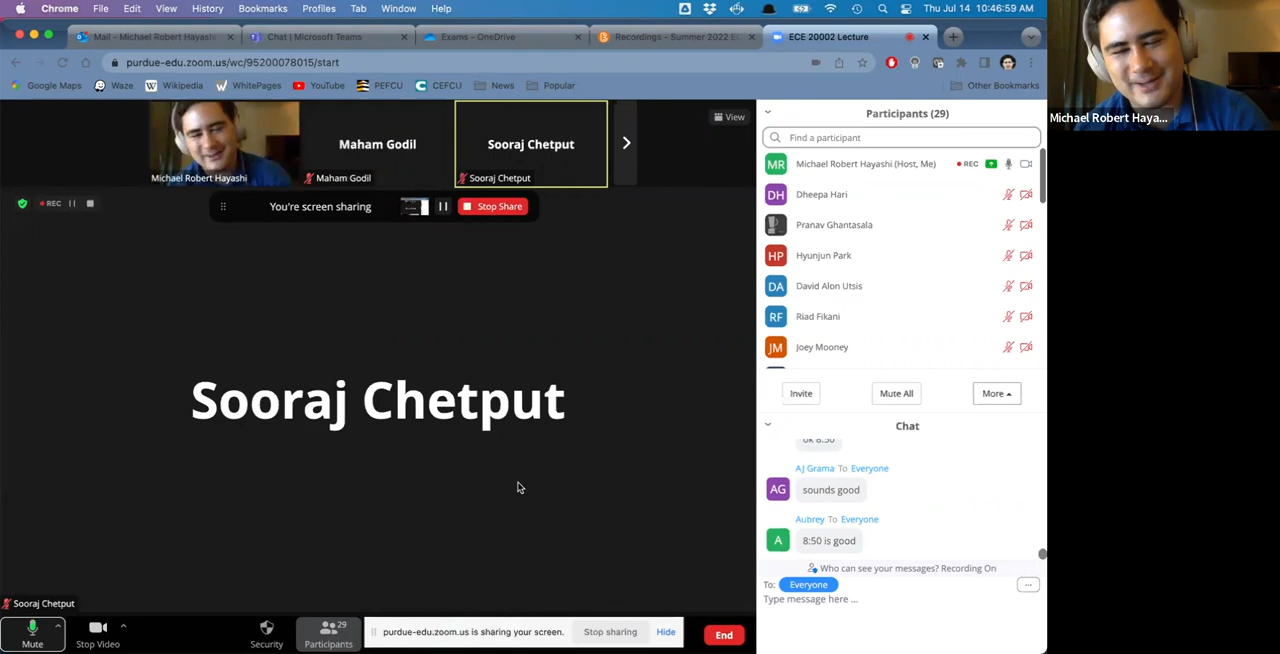 Chrome File Edit View History Bookmarks Profiles Tab Window Help Thu Jul 14 10:46:59 AM
Mail - Michael Robert Hayashi
Chat | Microsoft Teams
Exams - OneDrive
Recordings - Summer 2022 EC
ECE 20002 Lecture
purdue-edu.zoom.us/wc/95200078015/start
Google Maps Waze Wikipedia WhitePages YouTube PEFCU CEFCU News Popular Other Bookmarks
Michael Robert Hayashi
Maham Godil
Maham Godil
Sooraj Chetput
Sooraj Chetput
View
REC
You're screen sharing
Stop Share
Sooraj Chetput
Sooraj Chetput
Mute
Stop Video
Security
29
Participants
purdue-edu.zoom.us is sharing your screen.
Stop sharing
Hide
End
Participants (29)
Find a participant
MR Michael Robert Hayashi (Host, Me) REC
DH Dheepa Hari
Pranav Ghantasala
HP Hyunjun Park
DA David Alon Utsis
RF Riad Fikani
JM Joey Mooney
Invite
Mute All
More
Chat
ok 8:50
AJ Grama To Everyone
AG sounds good
Aubrey To Everyone
A 8:50 is good
Who can see your messages? Recording On
To: Everyone
Type message here ...
Michael Robert Haya...